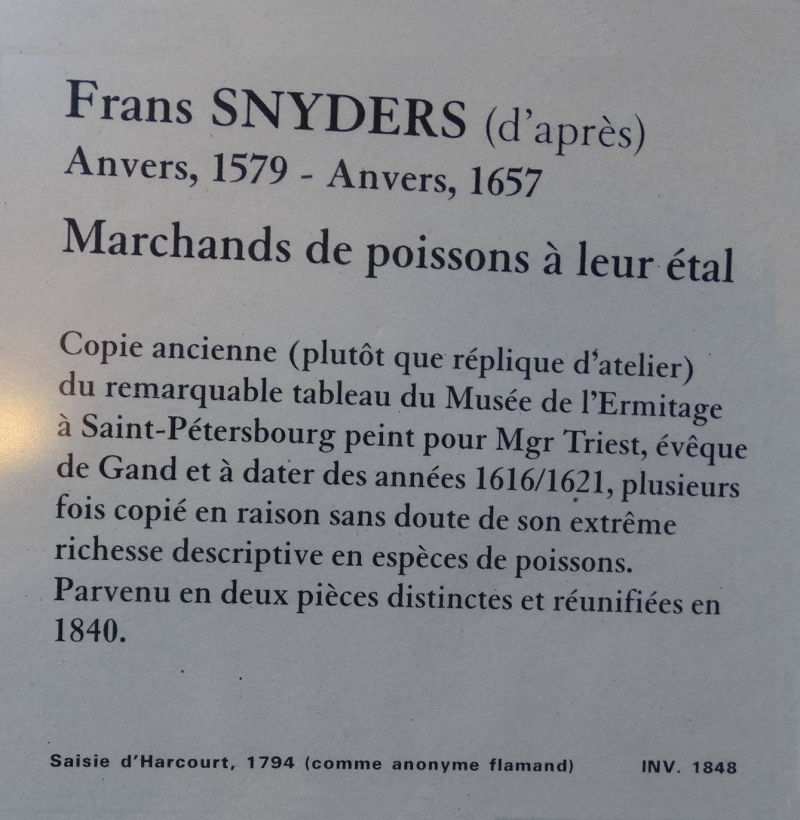 Frans SNYDERS (d'après)
Anvers, 1579 - Anvers, 1657
Marchands de poissons à leur étal
Copie ancienne (plutôt que réplique d'atelier)
du remarquable tableau du Musée de l'Ermitage
à Saint-Pétersbourg peint pour Mgr Triest, évêque
de Gand et à dater des années 1616/1621, plusieurs
fois copié en raison sans doute de son extrême
richesse descriptive en espèces de poissons.
Parvenu en deux pièces distinctes et réunifiées en
1840.
Saisie d'Harcourt, 1794 (comme anonyme flamand) INV. 1848